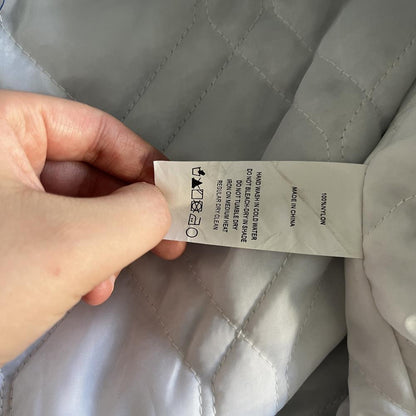 100%NYLON
MADE IN CHINA
HAND WASH IN COLD WATER
DO NOT BLEACH-DRY IN SHADE
DO NOT TUMBLE DRY
IRON ON MEDIUM HEAT
REGULAR DRY CLEAN